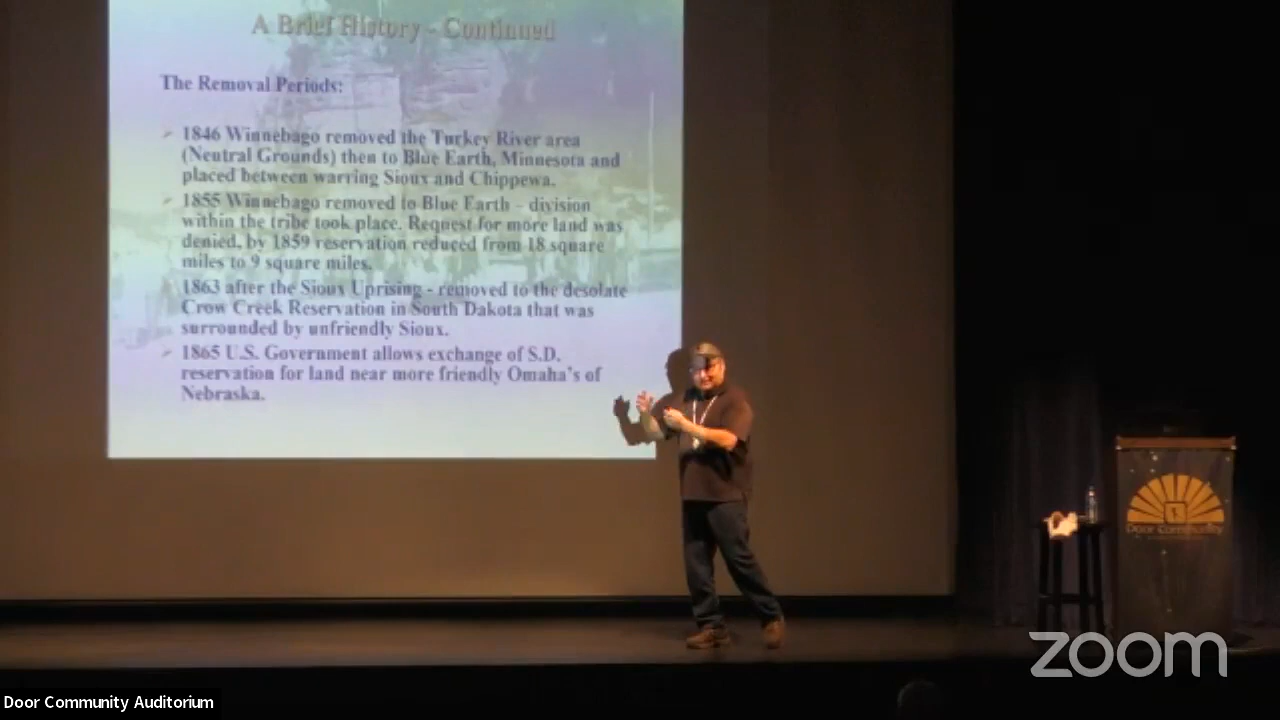 A Brief History - Continued
The Removal Periods:
1846 Winnebago removed the Turkey River area
(Neutral Grounds) then to Blue Earth, Minnesota and
placed between warring Sioux and Chippewa.
1855 Winnebago removed to Blue Earth – division
within the tribe took place. Request for more land was
denied, by 1859 reservation reduced from 18 square
miles to 9 square miles.
1863 after the Sioux Uprising - removed to the desolate
Crow Creek Reservation in South Dakota that was
surrounded by unfriendly Sioux.
1865 U.S. Government allows exchange of S.D.
reservation for land near more friendly Omaha's of
Nebraska.
Door Community
zoom
Door Community Auditorium